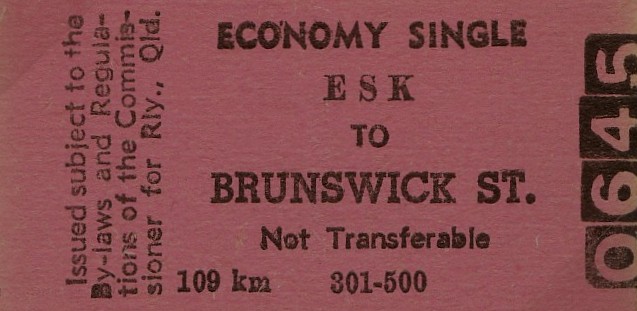 Issued subject to the
By-laws and Regula-
tions of the Commis-
sioner for Rly., Qld.
ECONOMY SINGLE
ESK
TO
BRUNSWICK ST.
Not Transferable
109 km 301-500
0645